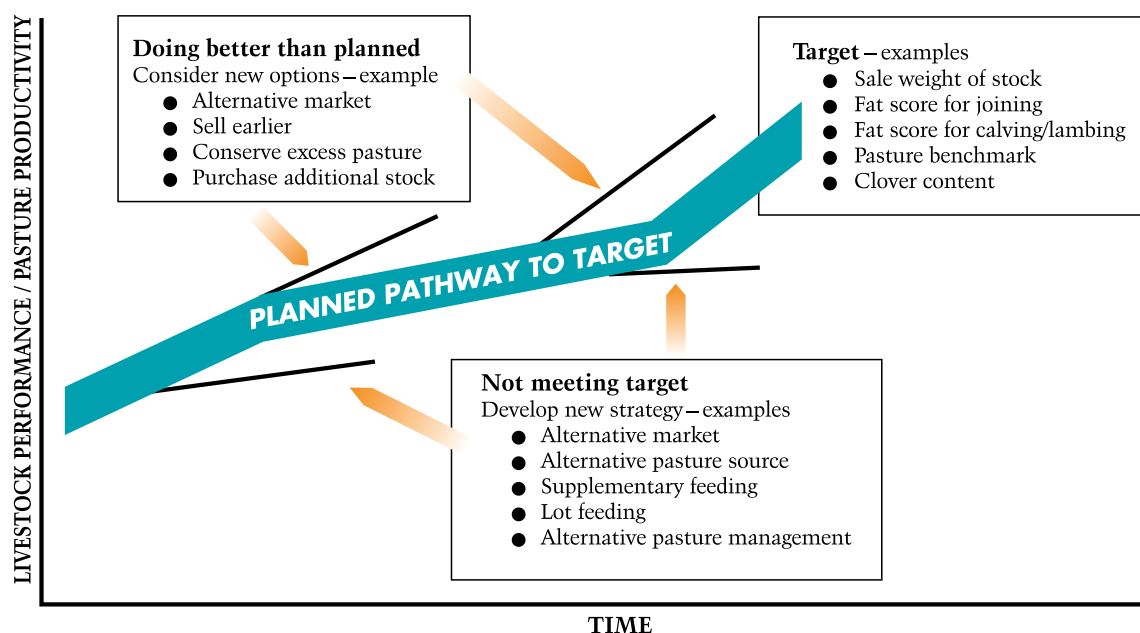 LIVESTOCK PERFORMANCE / PASTURE PRODUCTIVITY
Doing better than planned
Consider new options – example
● Alternative market
● Sell earlier
● Conserve excess pasture
● Purchase additional stock
Target – examples
● Sale weight of stock
● Fat score for joining
● Fat score for calving/lambing
● Pasture benchmark
● Clover content
PLANNED PATHWAY TO TARGET
Not meeting target
Develop new strategy – examples
● Alternative market
● Alternative pasture source
● Supplementary feeding
● Lot feeding
● Alternative pasture management
TIME